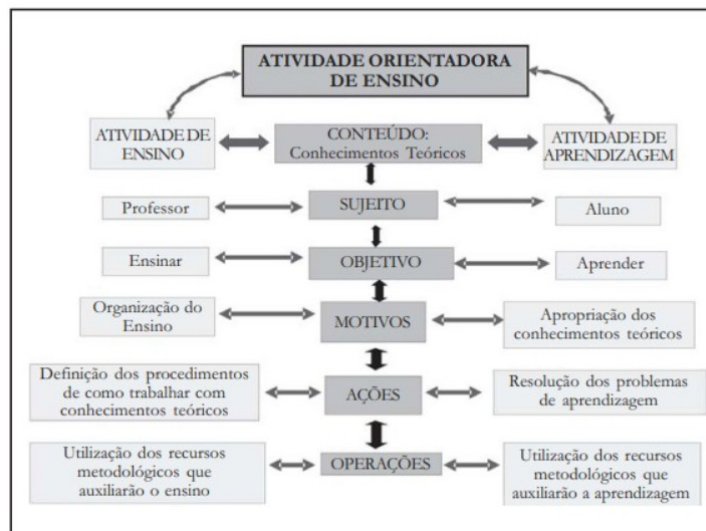 ATIVIDADE ORIENTADORA
DE ENSINO
ATIVIDADE DE
ENSINO
CONTEÚDO:
Conhecimentos Teóricos
ATIVIDADE DE
APRENDIZAGEM
Professor
SUJEITO
Aluno
Ensinar
OBJETIVO
Aprender
Organização do
Ensino
MOTIVOS
Apropriação dos
conhecimentos teóricos
Definição dos procedimentos
de como trabalhar com
conhecimentos teóricos
AÇÕES
Resolução dos problemas
de aprendizagem
Utilização dos recursos
metodológicos que
auxiliarão o ensino
OPERAÇÕES
Utilização dos recursos
metodológicos que
auxiliarão a aprendizagem